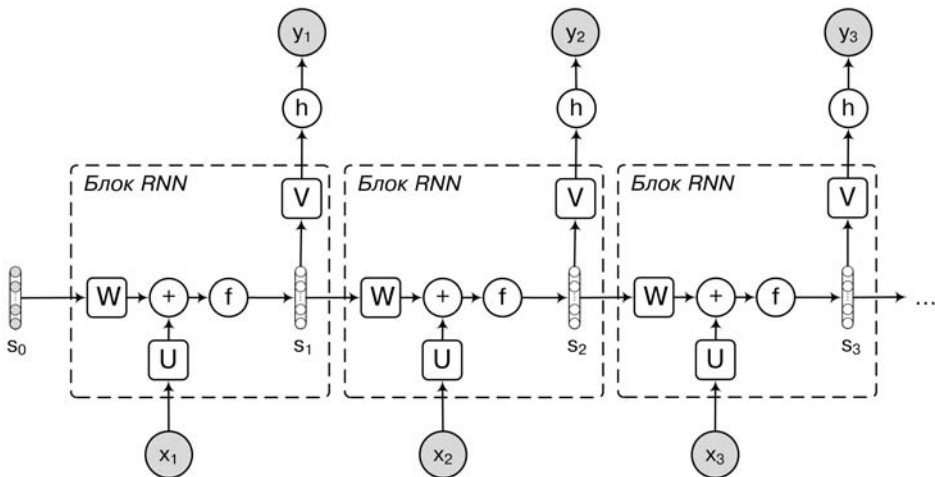 y₁ y₂ y₃
h h h
Блок RNN Блок RNN Блок RNN
V V V
s₀ W + f s₁ W + f s₂ W + f s₃ ...
U U U
x₁ x₂ x₃